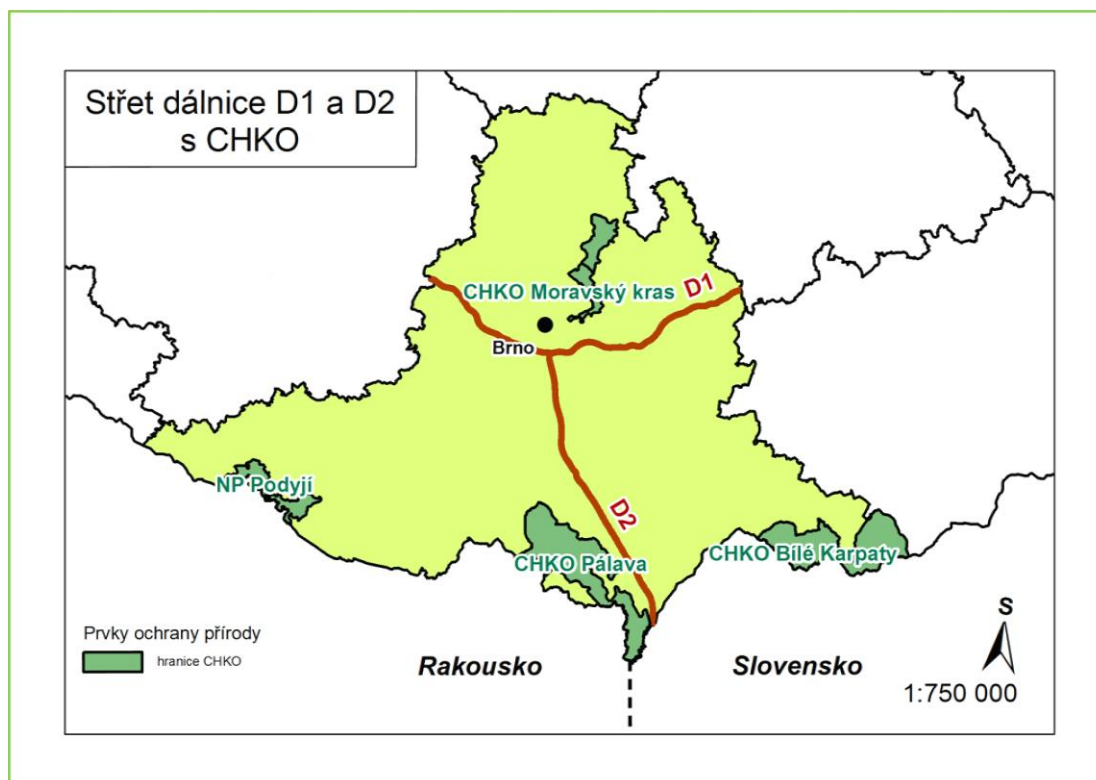 Střet dálnice D1 a D2
s CHKO
CHKO Moravský kras
D1
Brno
NP Podyjí
D2
CHKO Pálava
CHKO Bílé Karpaty
Prvky ochrany přírody
hranice CHKO
Rakousko
Slovensko
S
1:750 000